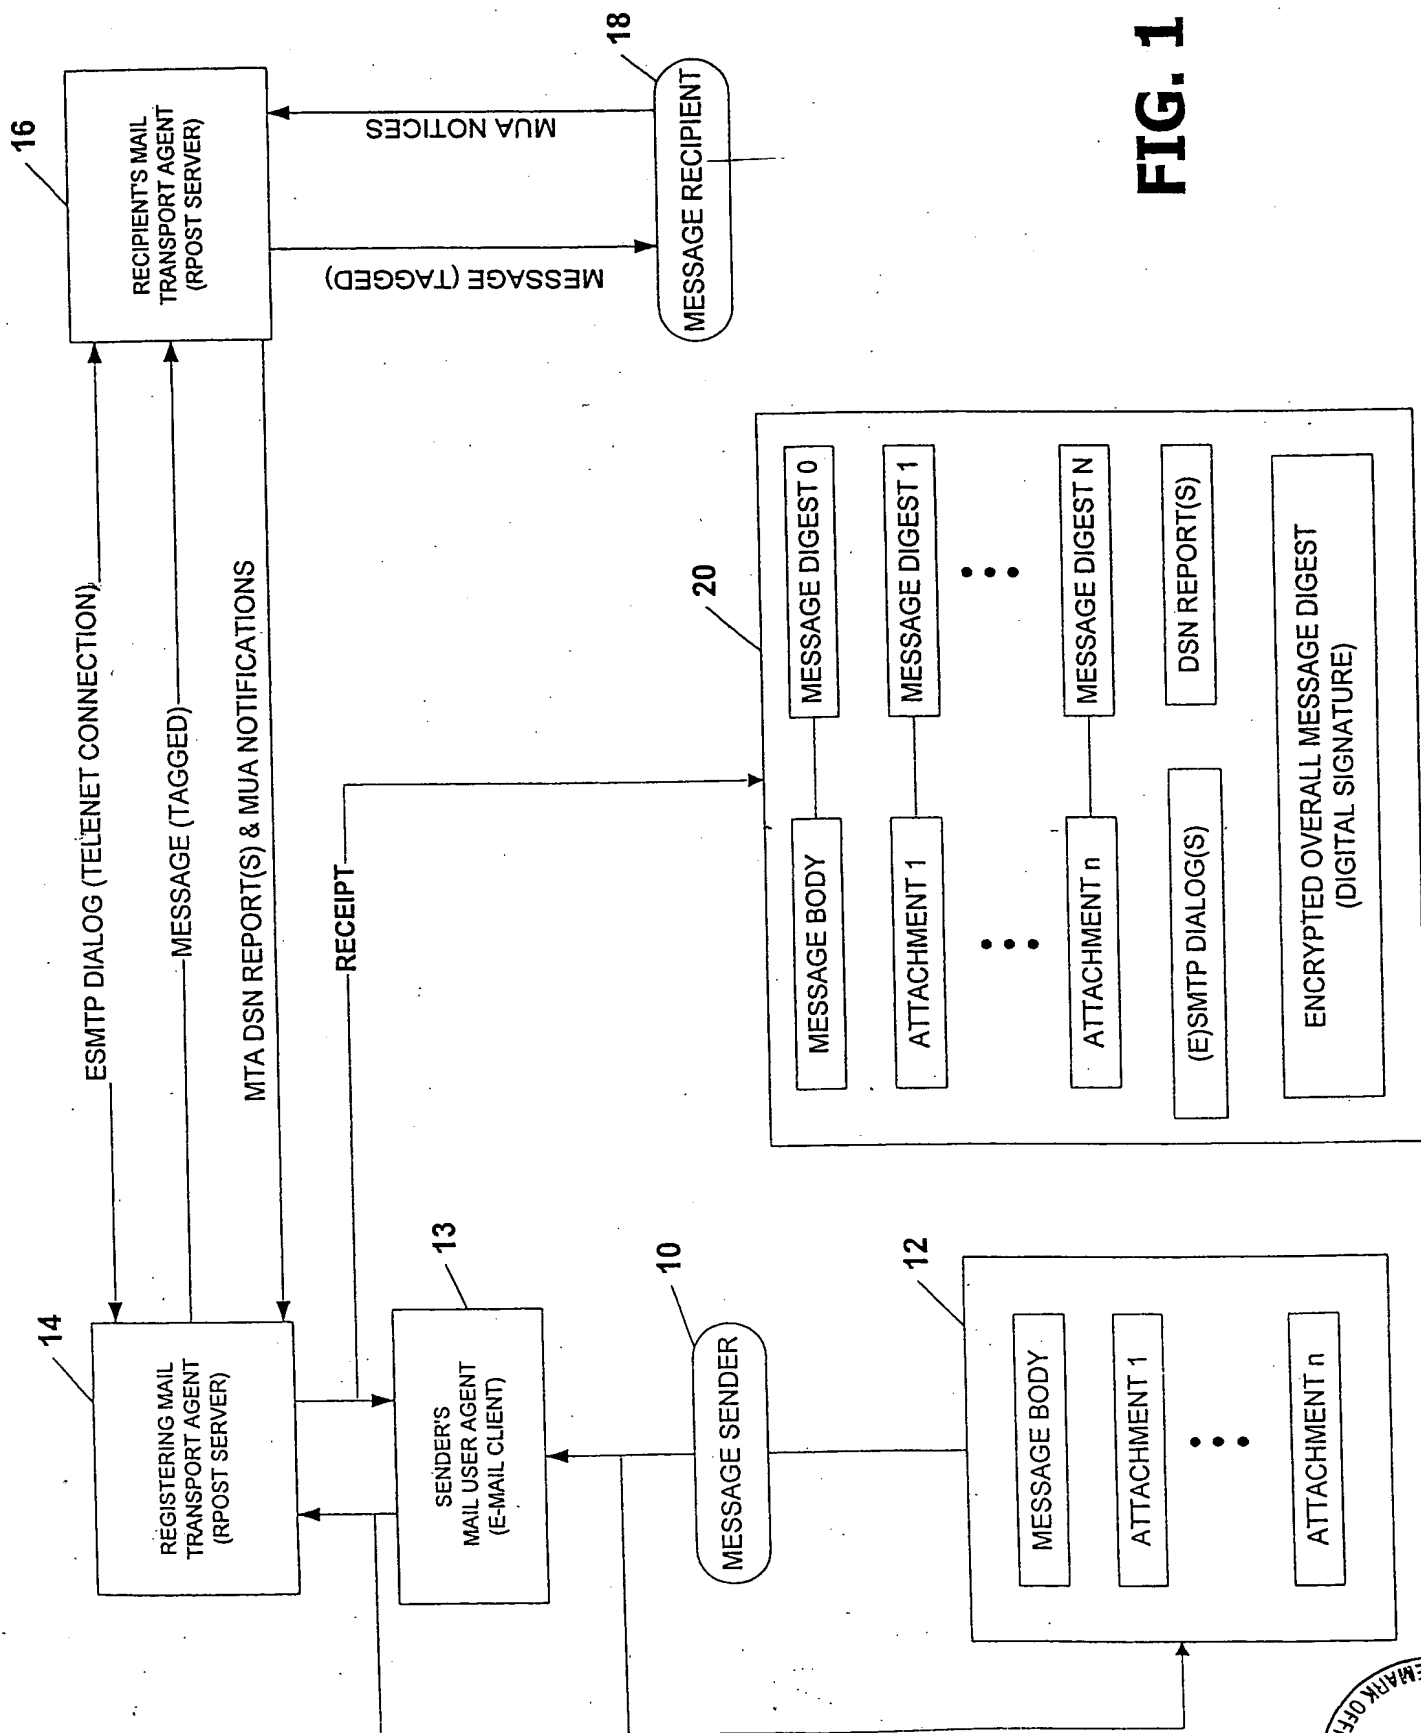 14
REGISTERING MAIL
TRANSPORT AGENT
(RPOST SERVER)
ESMTP DIALOG (TELENET CONNECTION)
MESSAGE (TAGGED)
MTA DSN REPORT(S) & MUA NOTIFICATIONS
16
RECIPIENT'S MAIL
TRANSPORT AGENT
(RPOST SERVER)
RECEIPT
MESSAGE (TAGGED)
MUA NOTICES
13
SENDER'S
MAIL USER AGENT
(E-MAIL CLIENT)
18
MESSAGE RECIPIENT
10
MESSAGE SENDER
20
MESSAGE BODY
MESSAGE DIGEST 0
ATTACHMENT 1
MESSAGE DIGEST 1
ATTACHMENT n
MESSAGE DIGEST N
(E)SMTP DIALOG(S)
DSN REPORT(S)
ENCRYPTED OVERALL MESSAGE DIGEST
(DIGITAL SIGNATURE)
12
MESSAGE BODY
ATTACHMENT 1
ATTACHMENT n
FIG. 1